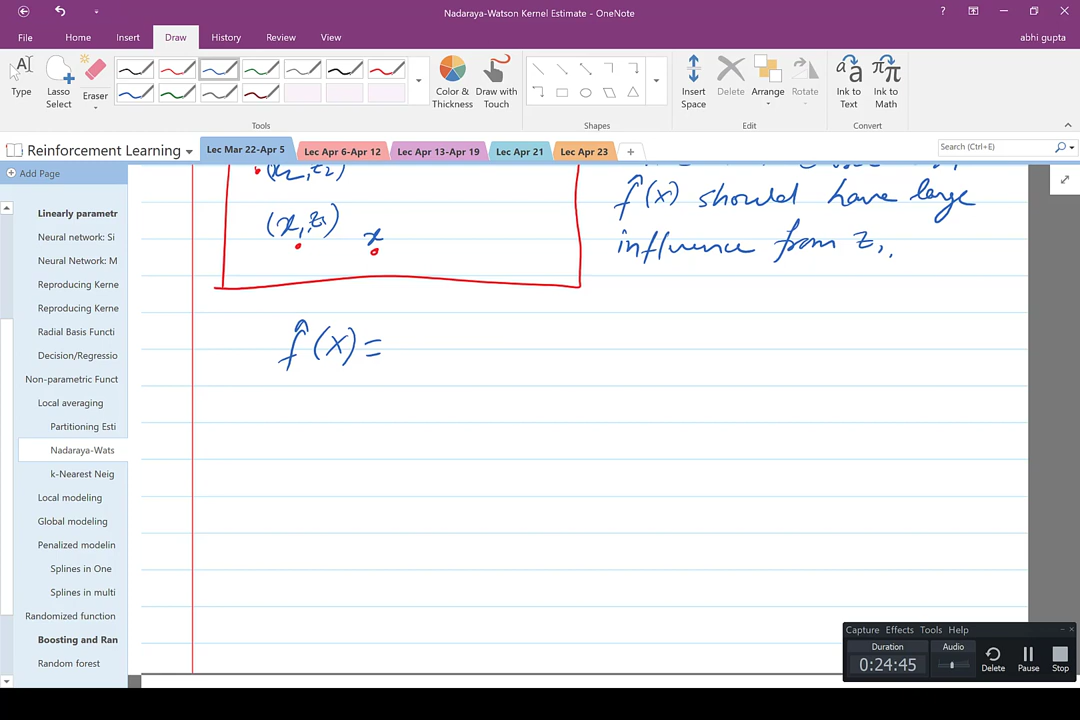 Nadaraya-Watson Kernel Estimate - OneNote
?
File Home Insert Draw History Review View
abhi gupta
Type
Lasso Select
Eraser
Color & Thickness
Draw with Touch
Insert Space
Delete
Arrange
Rotate
Ink to Text
Ink to Math
Tools
Shapes
Edit
Convert
Reinforcement Learning
Lec Mar 22-Apr 5
Lec Apr 6-Apr 12
Lec Apr 13-Apr 19
Lec Apr 21
Lec Apr 23
Search (Ctrl+E)
Add Page
Linearly parametr
Neural network: Si
Neural Network: M
Reproducing Kerne
Reproducing Kerne
Radial Basis Functi
Decision/Regressio
Non-parametric Funct
Local averaging
Partitioning Esti
Nadaraya-Wats
k-Nearest Neig
Local modeling
Global modeling
Penalized modelin
Splines in One
Splines in multi
Randomized function
Boosting and Ran
Random forest
(x₂,z₂)
(x₁,z₁)
x
f̂(x) should have large
influence from z₁.
f̂(x)=
Capture Effects Tools Help
Duration
0:24:45
Audio
Delete
Pause
Stop